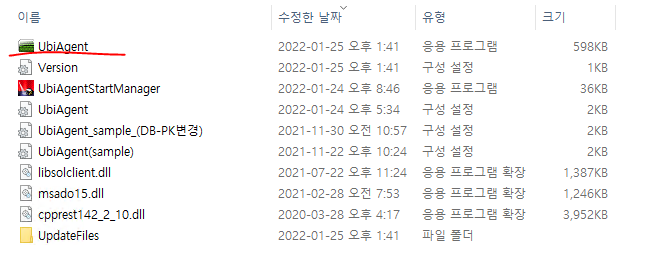 이름 수정한 날짜 유형 크기
UbiAgent 2022-01-25 오후 1:41 응용 프로그램 598KB
Version 2022-01-25 오후 1:41 구성 설정 1KB
UbiAgentStartManager 2022-01-24 오후 8:46 응용 프로그램 36KB
UbiAgent 2022-01-24 오후 5:34 구성 설정 2KB
UbiAgent_sample_(DB-PK변경) 2021-11-30 오전 10:57 구성 설정 2KB
UbiAgent(sample) 2021-11-22 오후 10:24 구성 설정 2KB
libsolclient.dll 2021-07-22 오후 11:24 응용 프로그램 확장 1,387KB
msado15.dll 2021-02-28 오전 7:53 응용 프로그램 확장 1,246KB
cpprest142_2_10.dll 2020-03-28 오후 4:17 응용 프로그램 확장 3,952KB
UpdateFiles 2022-01-25 오후 1:41 파일 폴더